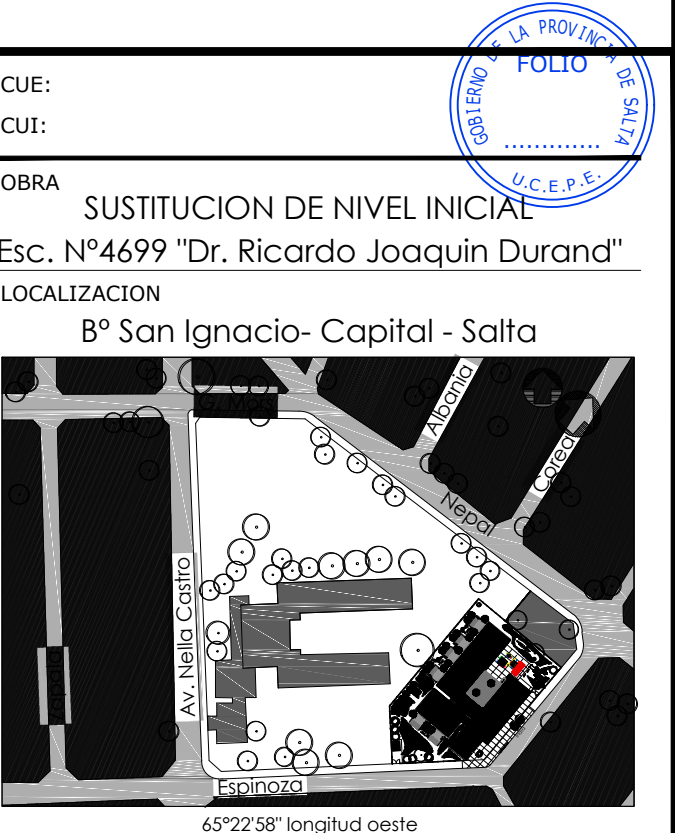 GOBIERNO DE LA PROVINCIA DE SALTA
FOLIO
.............
U.C.E.P.E.
CUE:
CUI:
OBRA
SUSTITUCION DE NIVEL INICIAL
Esc. Nº4699 "Dr. Ricardo Joaquin Durand"
LOCALIZACION
Bº San Ignacio- Capital - Salta
Albania
Corea
Nepal
Av. Nella Castro
Espinoza
65°22'58" longitud oeste